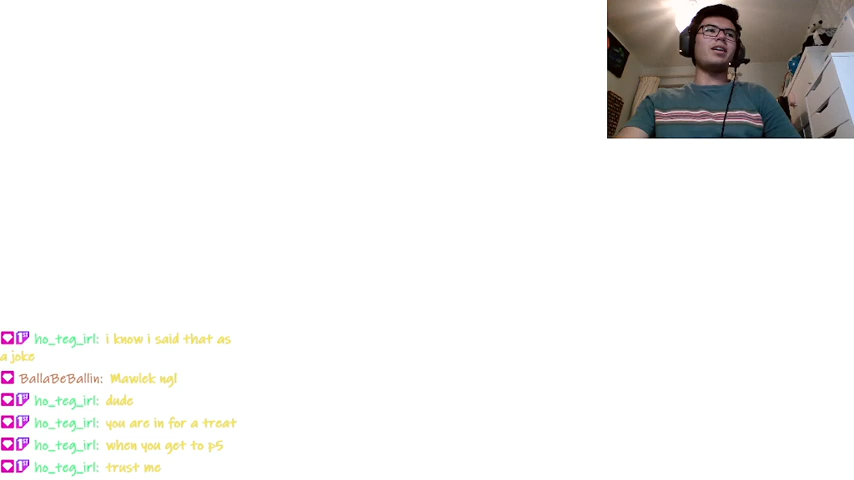 ho_teg_irl: i know i said that as
a joke
BallaBeBallin: Mawlek ngl
ho_teg_irl: dude
ho_teg_irl: you are in for a treat
ho_teg_irl: when you get to p5
ho_teg_irl: trust me